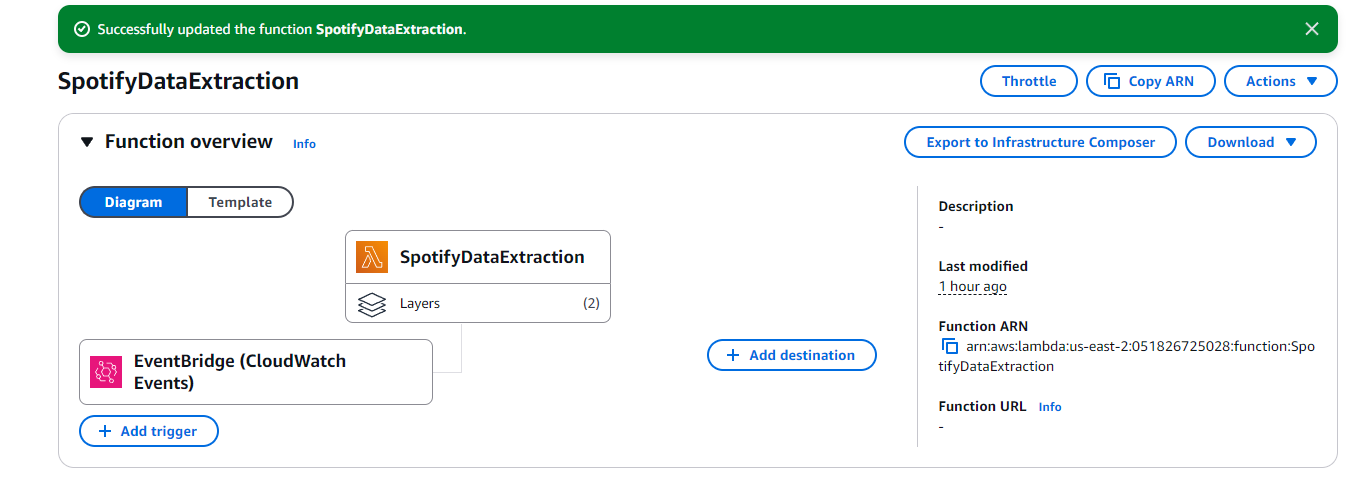 Successfully updated the function SpotifyDataExtraction.
SpotifyDataExtraction
Throttle
Copy ARN
Actions
Function overview
Info
Export to Infrastructure Composer
Download
Diagram
Template
SpotifyDataExtraction
Layers
(2)
EventBridge (CloudWatch
Events)
Add trigger
Add destination
Description
-
Last modified
1 hour ago
Function ARN
arn:aws:lambda:us-east-2:051826725028:function:Spo
tifyDataExtraction
Function URL
Info
-